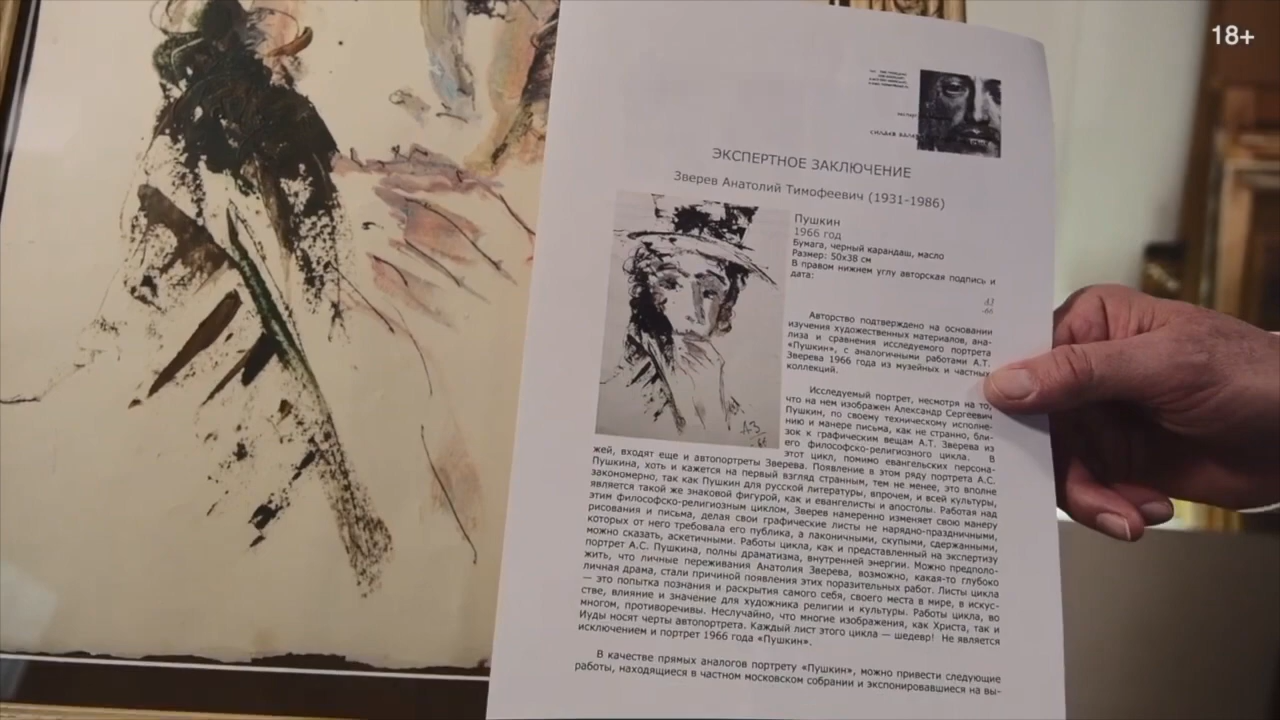 18+
ЭКСПЕРТНОЕ ЗАКЛЮЧЕНИЕ
Зверев Анатолий Тимофеевич (1931-1986)
Пушкин
1966 год
Бумага, черный карандаш, масло
Размер: 50х38 см
В правом нижнем углу авторская подпись и
дата:
АЗ
-66
Авторство подтверждено на основании
изучения художественных материалов, ана-
лиза и сравнения исследуемого портрета
«Пушкин», с аналогичными работами А.Т.
Зверева 1966 года из музейных и частных
коллекций.
Исследуемый портрет, несмотря на то,
что на нем изображен Александр Сергеевич
Пушкин, по своему техническому исполне-
нию и манере письма, как не странно, бли-
зок к графическим вещам А.Т. Зверева из
его философско-религиозного цикла. В
этот цикл, помимо евангельских персона-
жей, входят еще и автопортреты Зверева. Появление в этом ряду портрета А.С.
Пушкина, хоть и кажется на первый взгляд странным, тем не менее, это вполне
закономерно, так как Пушкин для русской литературы, впрочем, и всей культуры,
является такой же знаковой фигурой, как и евангелисты и апостолы. Работая над
этим философско-религиозным циклом, Зверев намеренно изменяет свою манеру
рисования и письма, делая свои графические листы не нарядно-праздничными,
которых от него требовала его публика, а лаконичными, скупыми, сдержанными,
можно сказать, аскетичными. Работы цикла, как и представленный на экспертизу
портрет А.С. Пушкина, полны драматизма, внутренней энергии. Можно предполо-
жить, что личные переживания Анатолия Зверева, возможно, какая-то глубоко
личная драма, стали причиной появления этих поразительных работ. Листы цикла
— это попытка познания и раскрытия самого себя, своего места в мире, в искус-
стве, влияние и значение для художника религии и культуры. Работы цикла, во
многом, противоречивы. Неслучайно, что многие изображения, как Христа, так и
Иуды носят черты автопортрета. Каждый лист этого цикла — шедевр! Не является
исключением и портрет 1966 года «Пушкин».
В качестве прямых аналогов портрету «Пушкин», можно привести следующие
работы, находящиеся в частном московском собрании и экспонировавшиеся на вы-